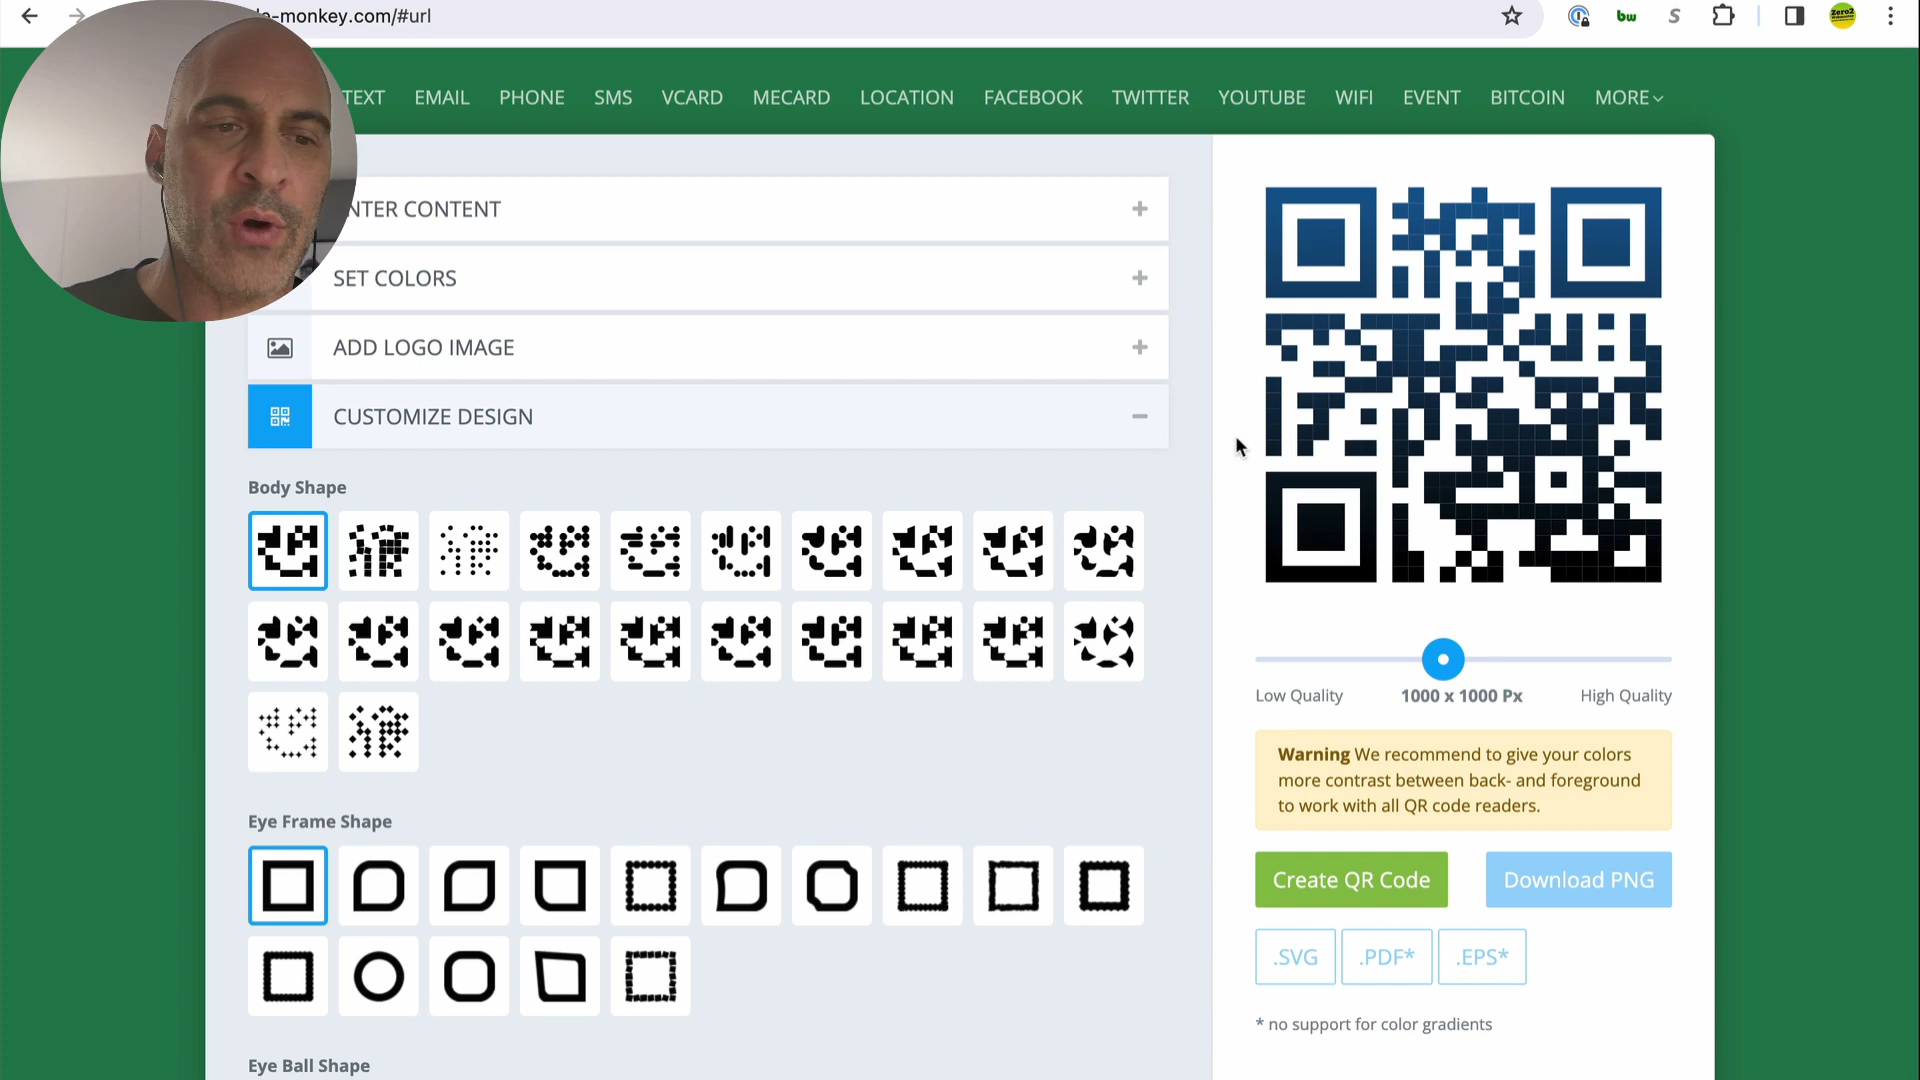 -monkey.com/#url
bw
S
TEXT EMAIL PHONE SMS VCARD MECARD LOCATION FACEBOOK TWITTER YOUTUBE WIFI EVENT BITCOIN MORE
NTER CONTENT
SET COLORS
ADD LOGO IMAGE
CUSTOMIZE DESIGN
Body Shape
Eye Frame Shape
Eye Ball Shape
Low Quality 1000 x 1000 Px High Quality
Warning We recommend to give your colors
more contrast between back- and foreground
to work with all QR code readers.
Create QR Code Download PNG
.SVG .PDF* .EPS*
* no support for color gradients